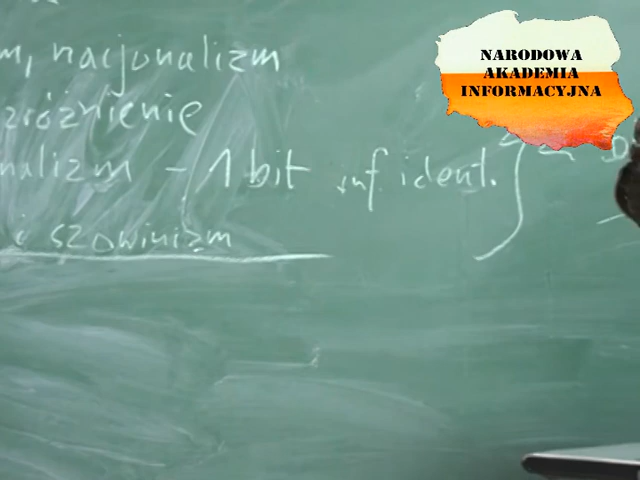 m, nacjonalizm
zróżnienie
nalizm – 1 bit inf ident.
i szowinizm
NARODOWA
AKADEMIA
INFORMACYJNA